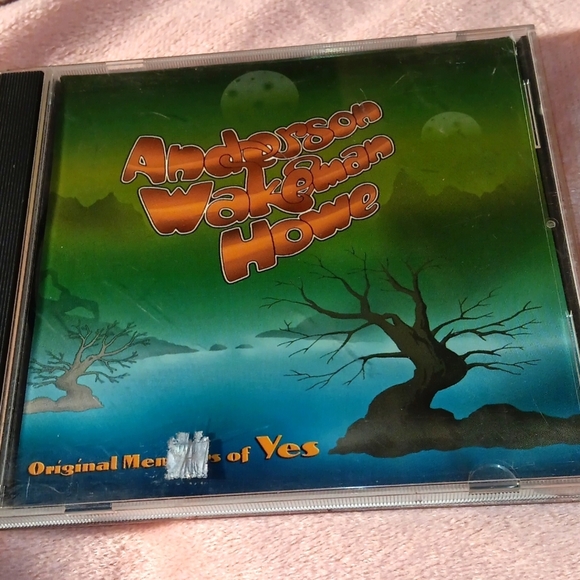 Anderson
Wakeman
Howe
Original of Yes